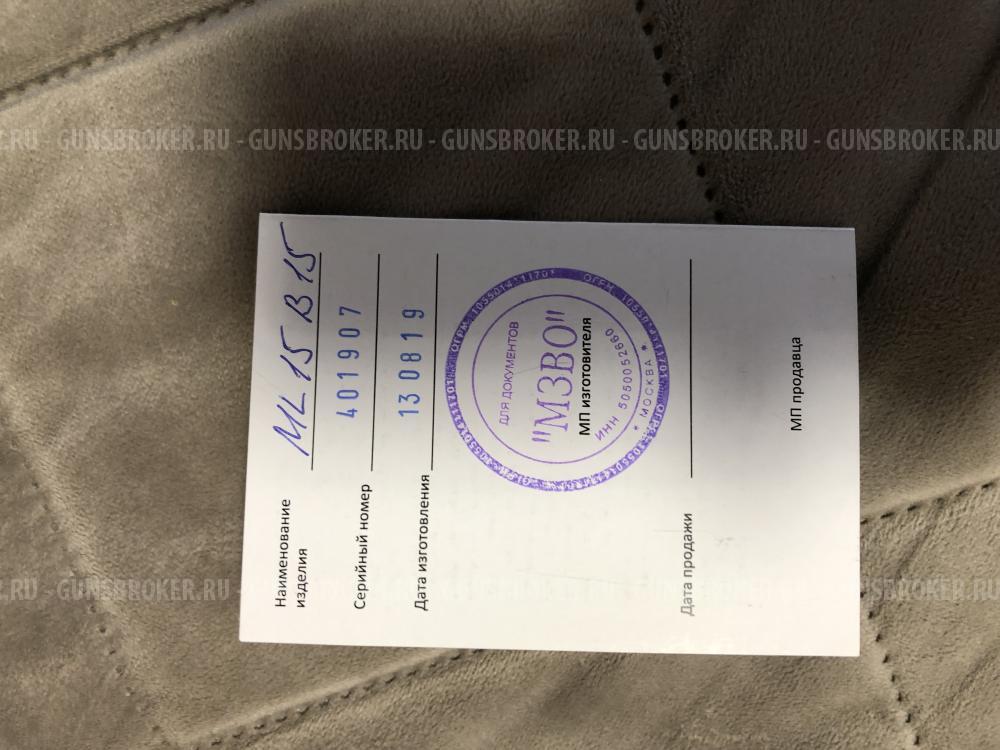 GUNSBROKER.RU - GUNSBROKER.RU - GUNSBROKER.RU - GUNSBROKER.RU - GUNSBROKER.RU
Наименование
изделия ML 15 B 15
Серийный номер 401907
Дата изготовления 130819
ДЛЯ ДОКУМЕНТОВ
"МЗВО"
МП изготовителя
ИНН 5050052660
* МОСКВА *
Дата продажи
МП продавца
GUNSBROKER.RU - GUNSBROKER.RU - GUNSBROKER.RU - GUNSBROKER.RU - GUNSBROKER.RU